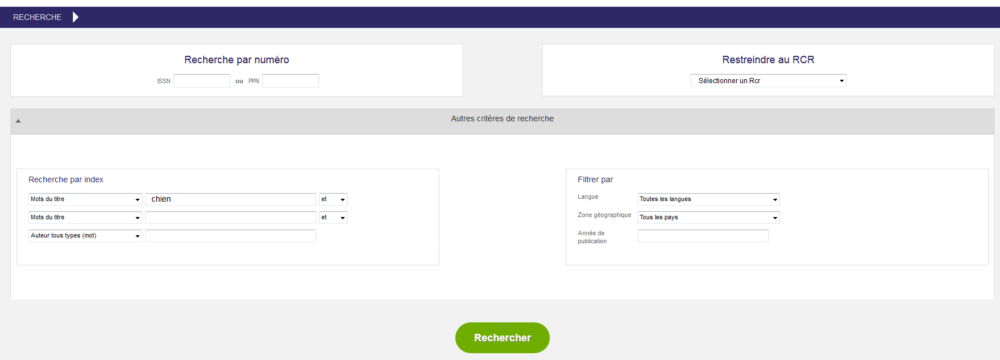 RECHERCHE
Recherche par numéro
ISSN ou PPN
Restreindre au RCR
Sélectionner un Rcr
Autres critères de recherche
Recherche par index
Mots du titre chien et
Mots du titre et
Auteur tous types (mot)
Filtrer par
Langue Toutes les langues
Zone géographique Tous les pays
Année de
publication
Rechercher